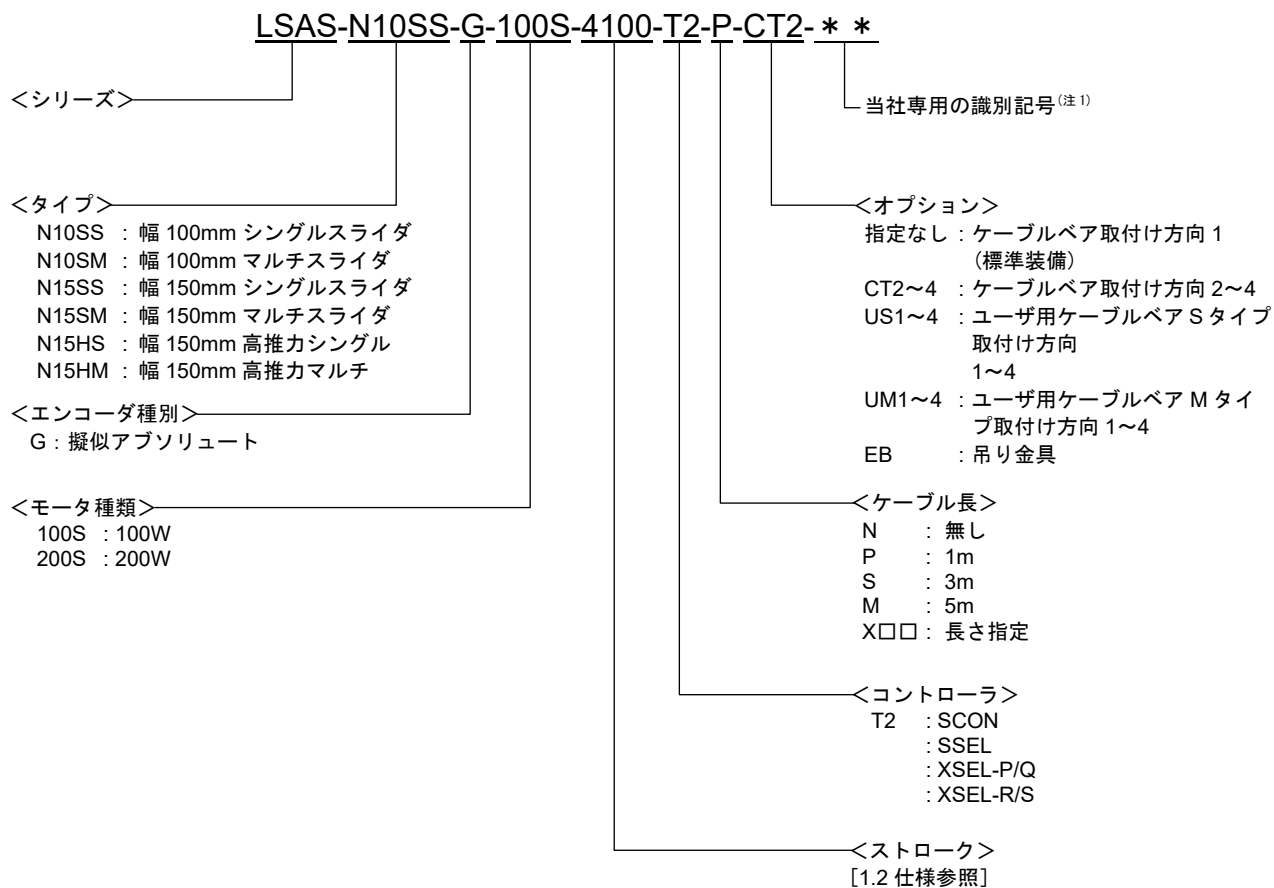 LSAS-N10SS-G-100S-4100-T2-P-CT2-＊＊
＜シリーズ＞
当社専用の識別記号(注1)
＜タイプ＞
N10SS : 幅 100mm シングルスライダ
N10SM : 幅 100mm マルチスライダ
N15SS : 幅 150mm シングルスライダ
N15SM : 幅 150mm マルチスライダ
N15HS : 幅 150mm 高推力シングル
N15HM : 幅 150mm 高推力マルチ
＜エンコーダ種別＞
G：擬似アブソリュート
＜モータ種類＞
100S : 100W
200S : 200W
＜オプション＞
指定なし : ケーブルベア取付け方向 1
（標準装備）
CT2～4 : ケーブルベア取付け方向 2～4
US1～4 : ユーザ用ケーブルベア S タイプ
取付け方向
1～4
UM1～4 : ユーザ用ケーブルベア M タイ
プ取付け方向 1～4
EB : 吊り金具
＜ケーブル長＞
N : 無し
P : 1m
S : 3m
M : 5m
X□□ : 長さ指定
＜コントローラ＞
T2 : SCON
: SSEL
: XSEL-P/Q
: XSEL-R/S
＜ストローク＞
［1.2 仕様参照］